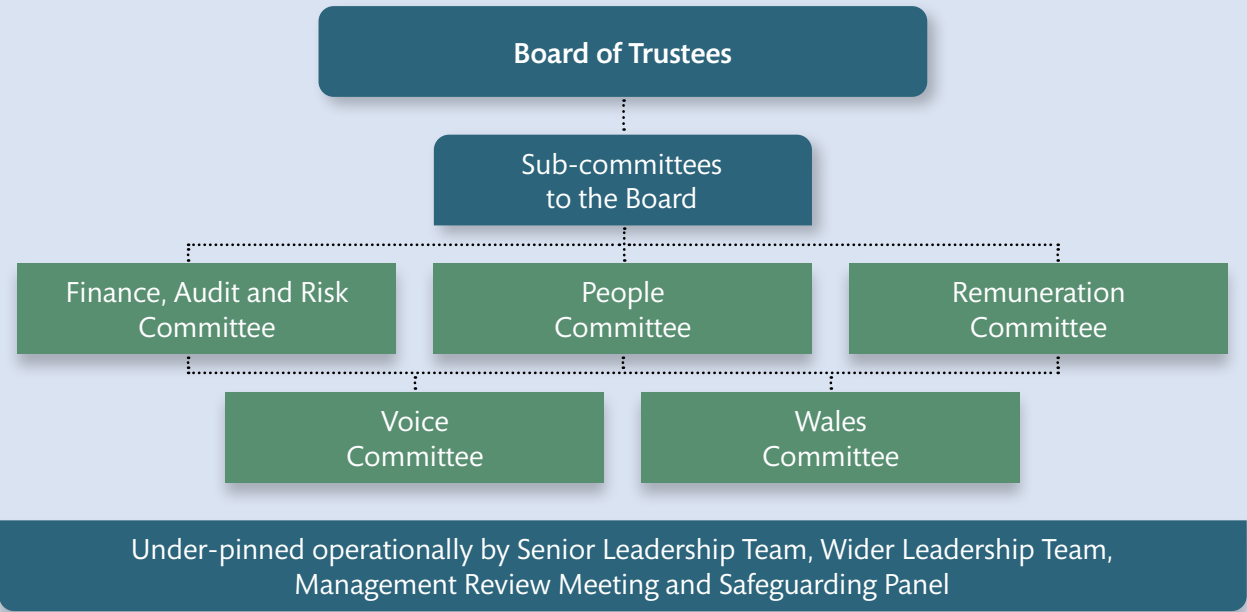 Board of Trustees
Sub-committees
to the Board
Finance, Audit and Risk
Committee
People
Committee
Remuneration
Committee
Voice
Committee
Wales
Committee
Under-pinned operationally by Senior Leadership Team, Wider Leadership Team,
Management Review Meeting and Safeguarding Panel